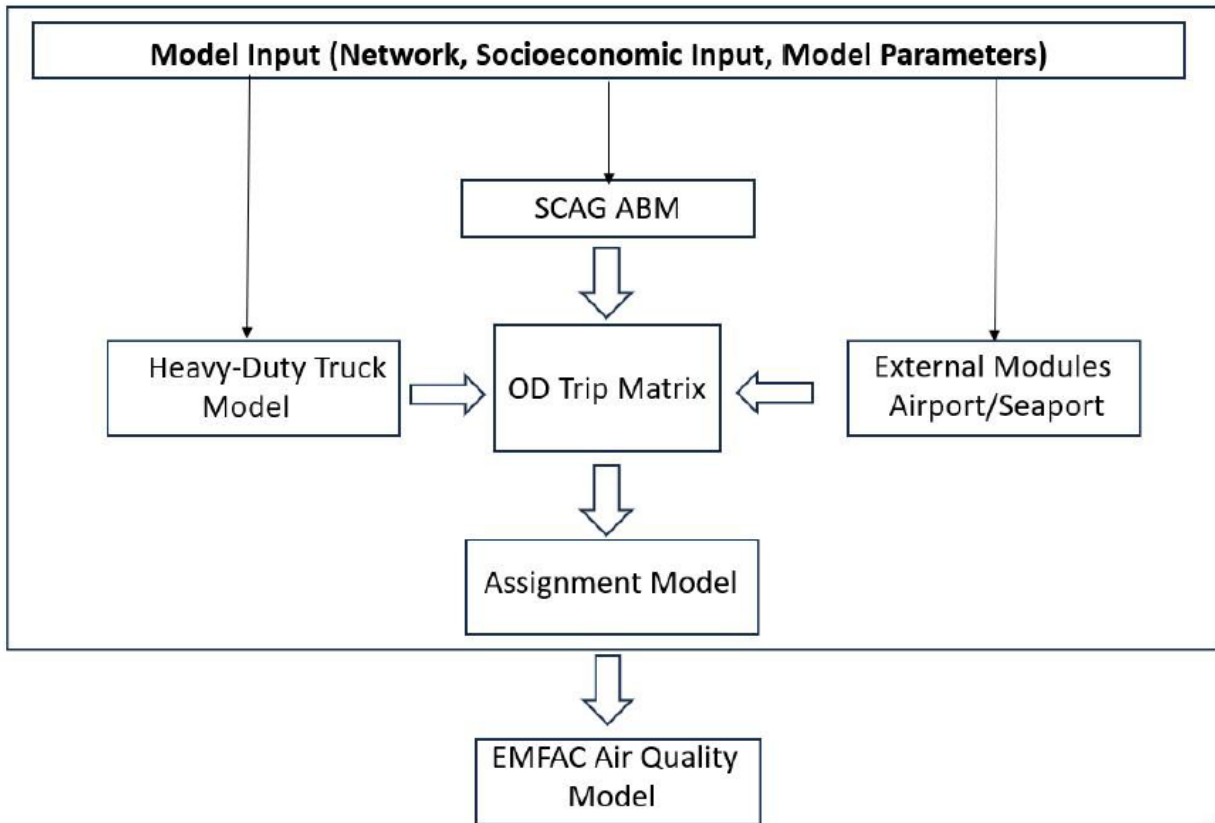 Model Input (Network, Socioeconomic Input, Model Parameters)
SCAG ABM
Heavy-Duty Truck
Model
OD Trip Matrix
External Modules
Airport/Seaport
Assignment Model
EMFAC Air Quality
Model